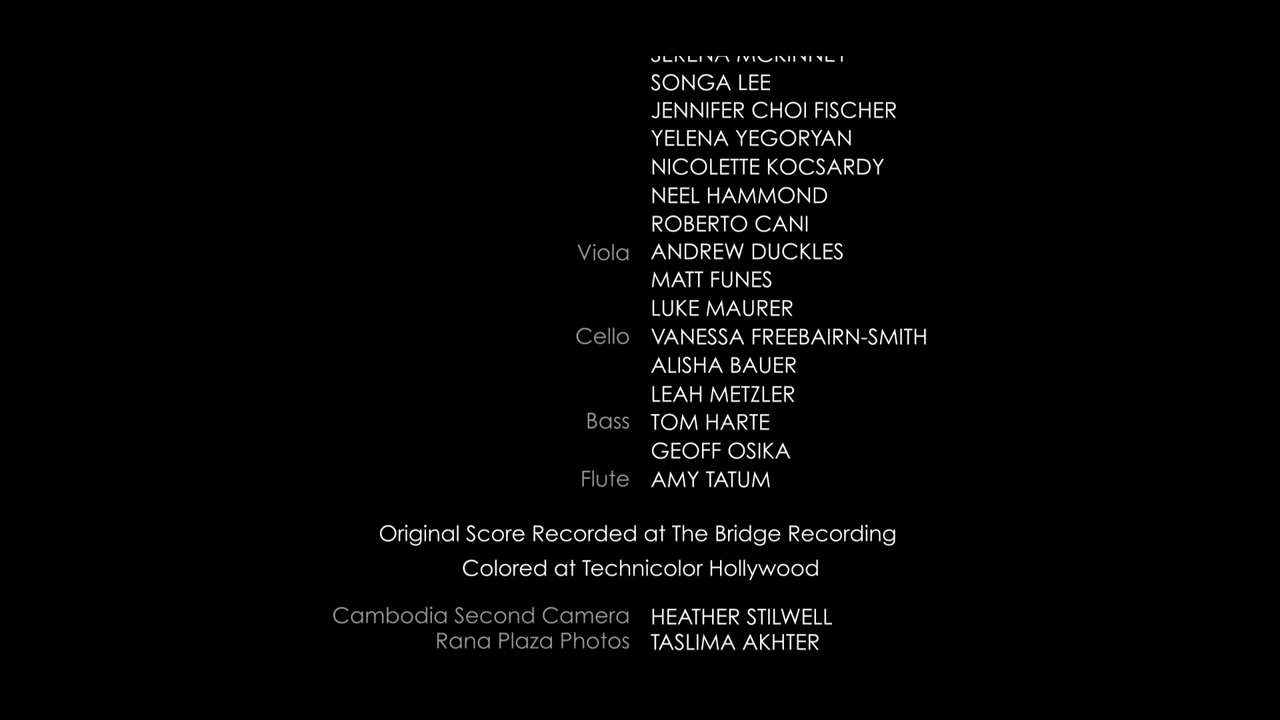 SERENA MCKINNEY
SONGA LEE
JENNIFER CHOI FISCHER
YELENA YEGORYAN
NICOLETTE KOCSARDY
NEEL HAMMOND
ROBERTO CANI
Viola ANDREW DUCKLES
MATT FUNES
LUKE MAURER
Cello VANESSA FREEBAIRN-SMITH
ALISHA BAUER
LEAH METZLER
Bass TOM HARTE
GEOFF OSIKA
Flute AMY TATUM
Original Score Recorded at The Bridge Recording
Colored at Technicolor Hollywood
Cambodia Second Camera HEATHER STILWELL
Rana Plaza Photos TASLIMA AKHTER